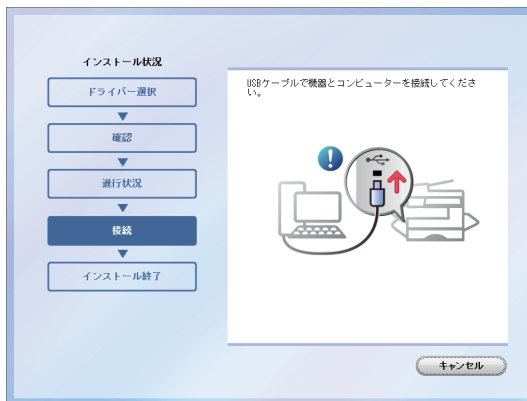 インストール状況
ドライバー選択
確認
進行状況
接続
インストール終了
USBケーブルで機器とコンピューターを接続してくださ
い。
キャンセル